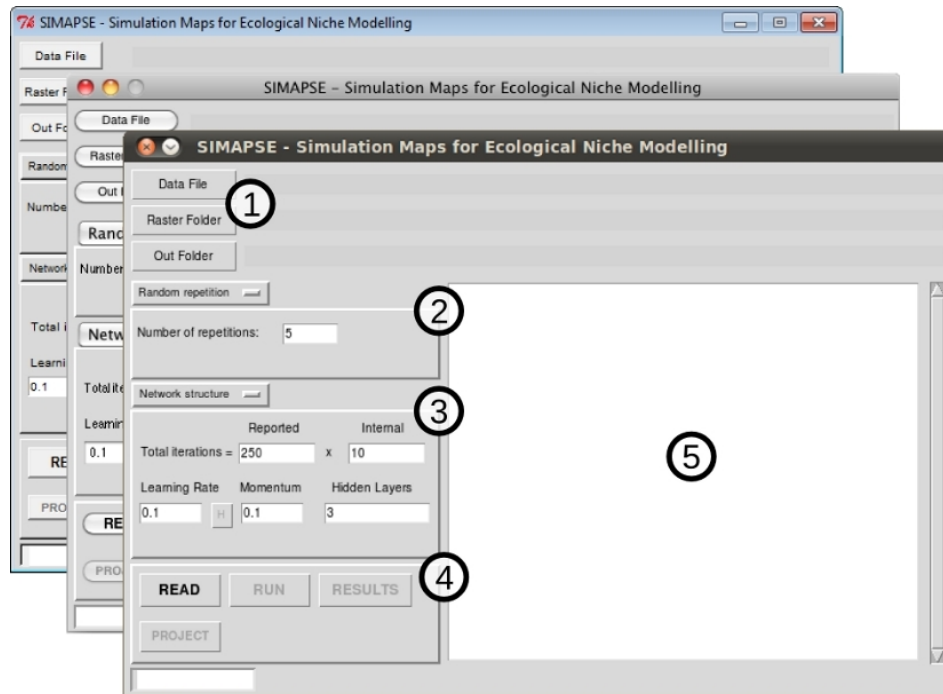 SIMAPSE - Simulation Maps for Ecological Niche Modelling
Data File
Raster F
Out Fo
Random
Numbe
Network
Total i
Learni
0.1
RE
PRO
SIMAPSE – Simulation Maps for Ecological Niche Modelling
Data File
Raste
Out
Rand
Number
Netw
Total ite
Learnin
0.1
RE
PRO
SIMAPSE - Simulation Maps for Ecological Niche Modelling
Data File
1
Raster Folder
Out Folder
Random repetition
2
Number of repetitions: 5
Network structure
3
Reported Internal
Total iterations = 250 x 10
Learning Rate Momentum Hidden Layers
0.1 H 0.1 3
4
READ RUN RESULTS
PROJECT
5